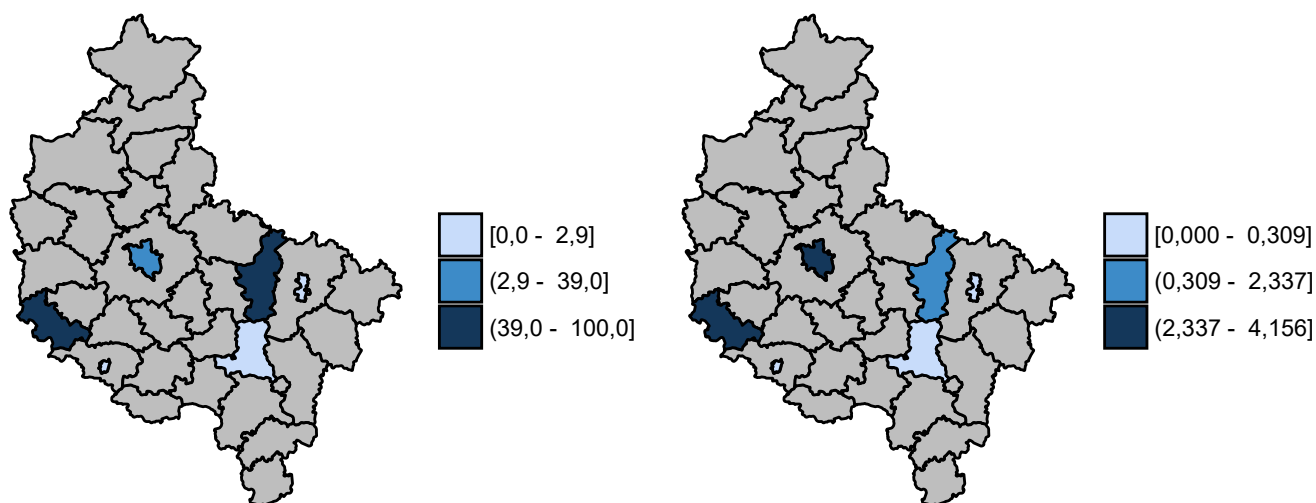 [0,0 - 2,9]
(2,9 - 39,0]
(39,0 - 100,0]
[0,000 - 0,309]
(0,309 - 2,337]
(2,337 - 4,156]